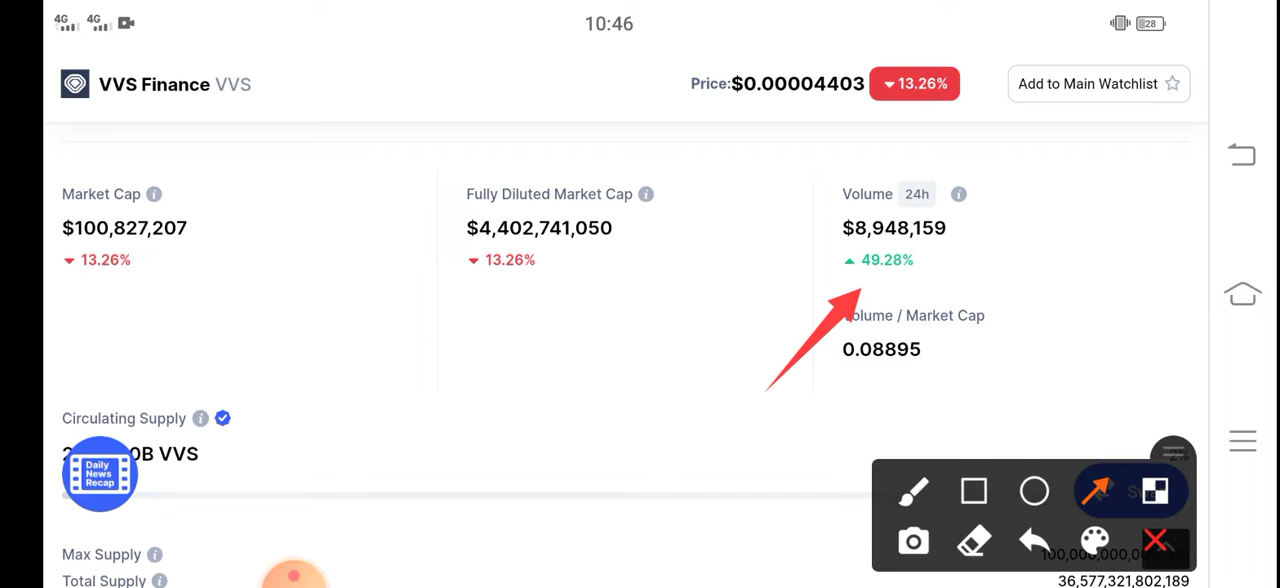 4G 4G 10:46 28
VVS Finance VVS Price:$0.00004403 13.26% Add to Main Watchlist
Market Cap Fully Diluted Market Cap Volume 24h
$100,827,207 $4,402,741,050 $8,948,159
13.26% 13.26% 49.28%
Volume / Market Cap
0.08895
Circulating Supply
0B VVS
Daily
News
Recap
Max Supply
Total Supply
36,577,321,802,189